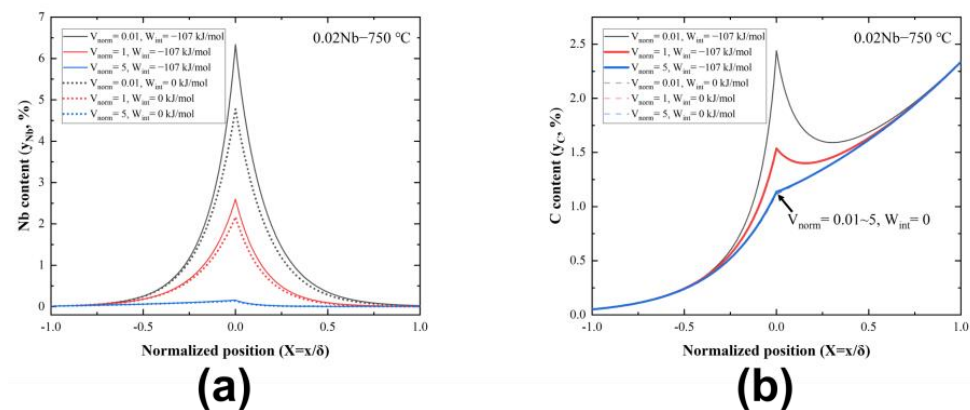 0.02Nb−750 °C
V_norm= 0.01, W_int= −107 kJ/mol
V_norm= 1, W_int= −107 kJ/mol
V_norm= 5, W_int= −107 kJ/mol
V_norm= 0.01, W_int= 0 kJ/mol
V_norm= 1, W_int= 0 kJ/mol
V_norm= 5, W_int= 0 kJ/mol
Nb content (y_Nb, %)
7
6
5
4
3
2
1
0
-1.0 -0.5 0.0 0.5 1.0
Normalized position (X=x/δ)
(a)
0.02Nb-750 °C
V_norm= 0.01, W_int= −107 kJ/mol
V_norm= 1, W_int= −107 kJ/mol
V_norm= 5, W_int= −107 kJ/mol
V_norm= 0.01, W_int= 0 kJ/mol
V_norm= 1, W_int= 0 kJ/mol
V_norm= 5, W_int= 0 kJ/mol
C content (y_C, %)
2.5
2.0
1.5
1.0
0.5
0.0
V_norm= 0.01~5, W_int= 0
-1.0 -0.5 0.0 0.5 1.0
Normalized position (X=x/δ)
(b)